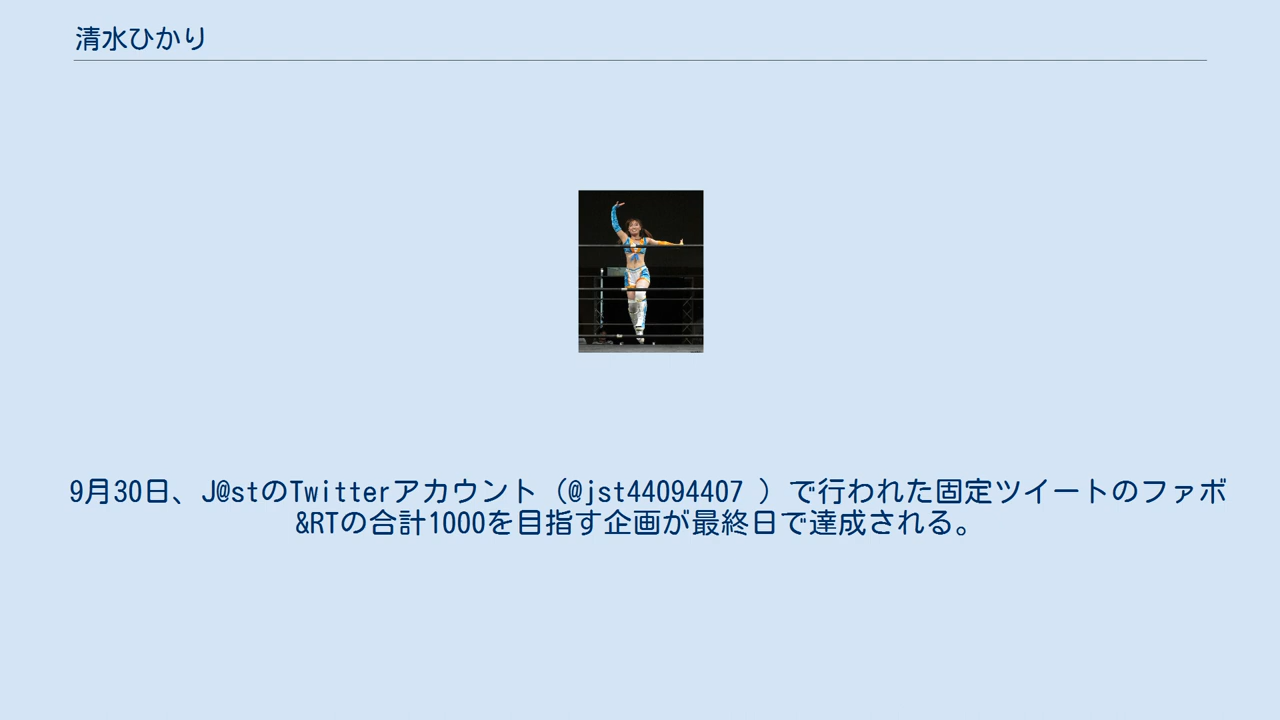 清水ひかり
9月30日、J@stのTwitterアカウント（@jst44094407 ）で行われた固定ツイートのファボ
&RTの合計1000を目指す企画が最終日で達成される。